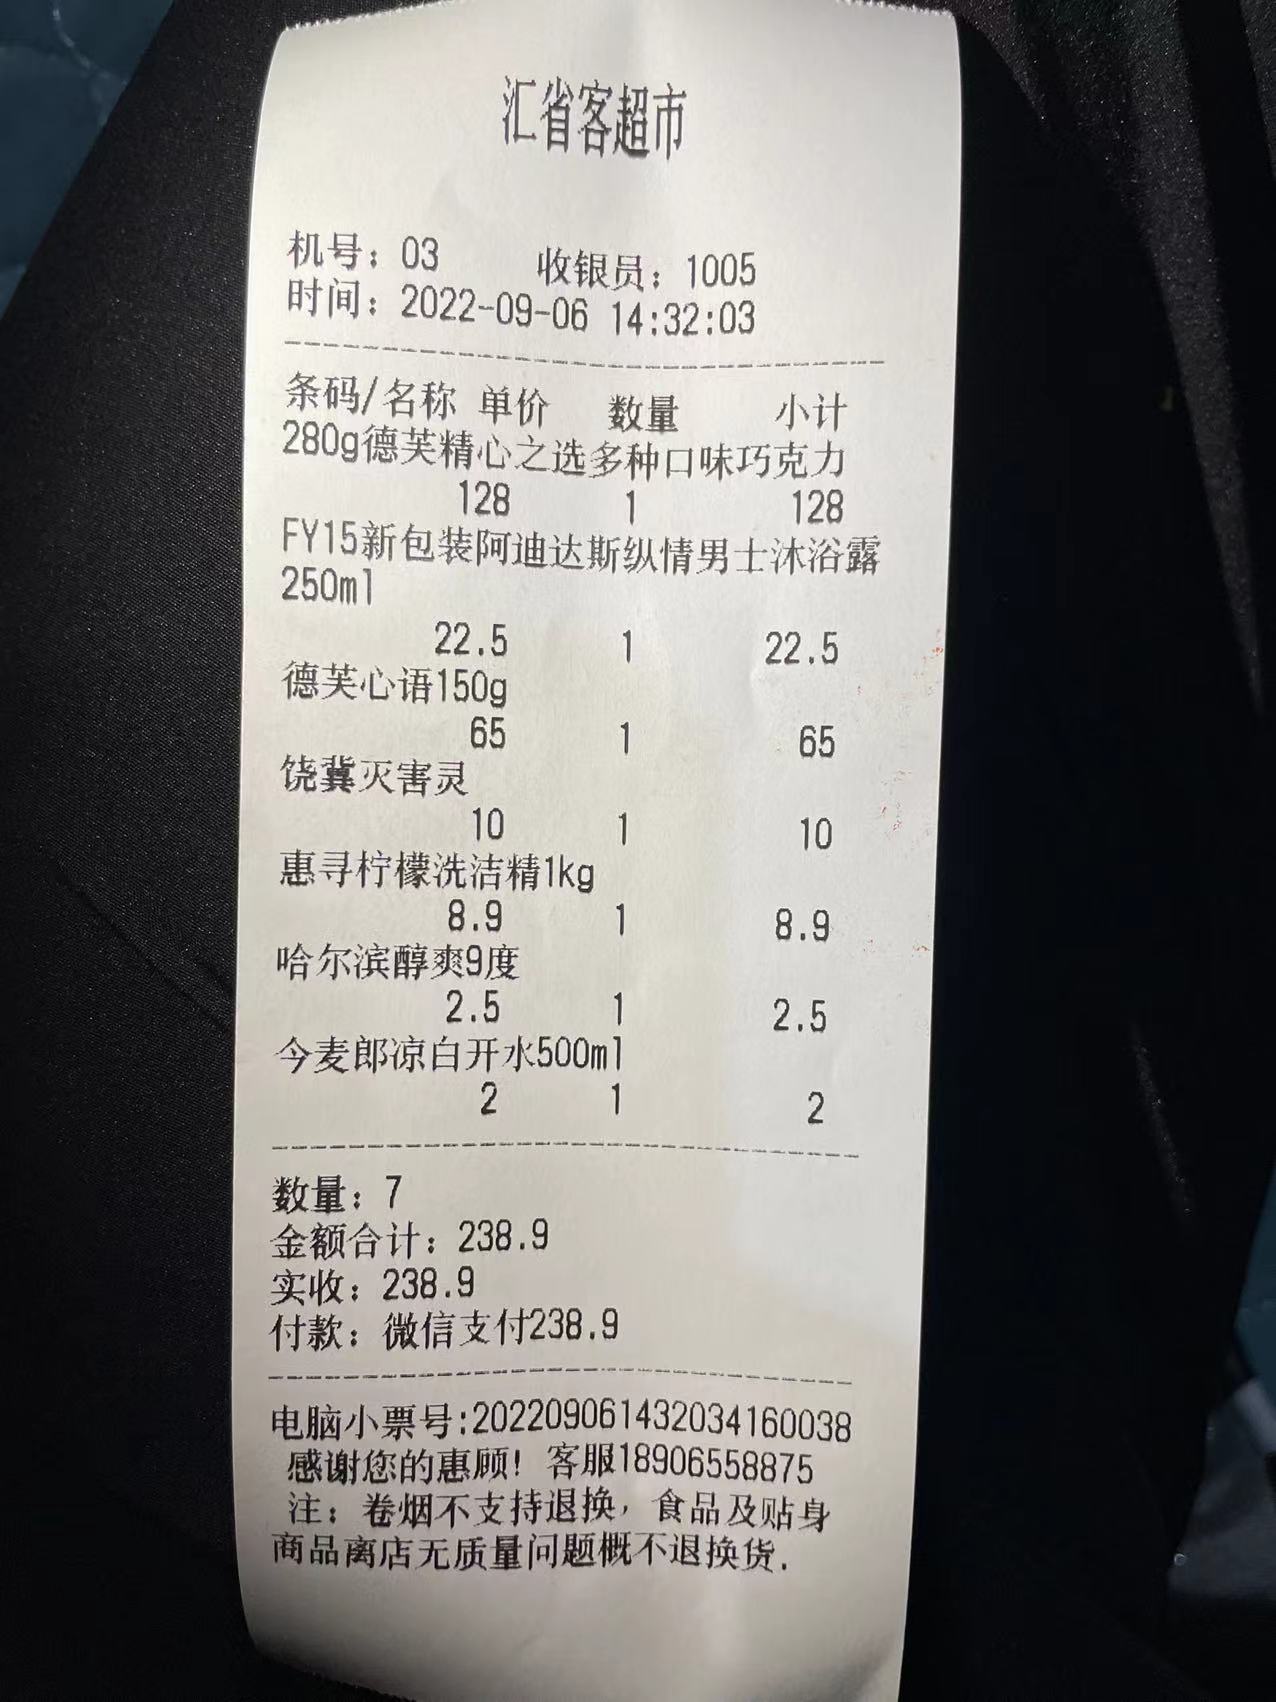 汇省客超市
机号：03 收银员：1005
时间：2022-09-06 14:32:03
条码/名称 单价 数量 小计
280g德芙精心之选多种口味巧克力
128 1 128
FY15新包装阿迪达斯纵情男士沐浴露
250ml
22.5 1 22.5
德芙心语150g
65 1 65
饶冀灭害灵
10 1 10
惠寻柠檬洗洁精1kg
8.9 1 8.9
哈尔滨醇爽9度
2.5 1 2.5
今麦郎凉白开水500ml
2 1 2
数量：7
金额合计：238.9
实收：238.9
付款：微信支付238.9
电脑小票号:202209061432034160038
感谢您的惠顾！客服18906558875
注：卷烟不支持退换，食品及贴身
商品离店无质量问题概不退换货.